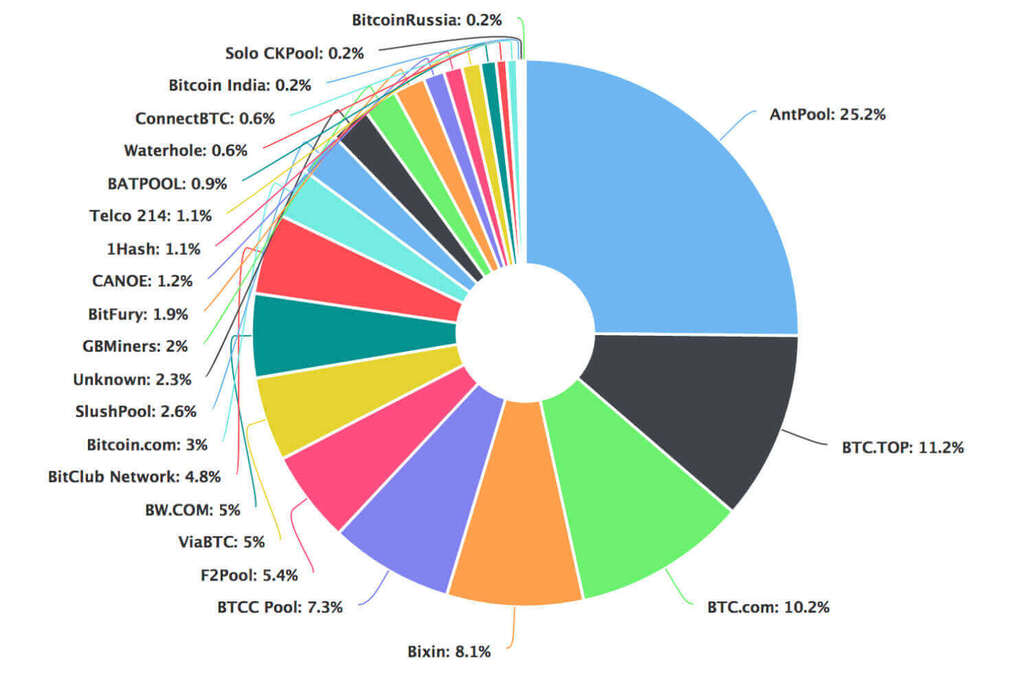 BitcoinRussia: 0.2%
Solo CKPool: 0.2%
Bitcoin India: 0.2%
ConnectBTC: 0.6%
Waterhole: 0.6%
BATPOOL: 0.9%
Telco 214: 1.1%
1Hash: 1.1%
CANOE: 1.2%
BitFury: 1.9%
GBMiners: 2%
Unknown: 2.3%
SlushPool: 2.6%
Bitcoin.com: 3%
BitClub Network: 4.8%
BW.COM: 5%
ViaBTC: 5%
F2Pool: 5.4%
BTCC Pool: 7.3%
Bixin: 8.1%
BTC.com: 10.2%
BTC.TOP: 11.2%
AntPool: 25.2%